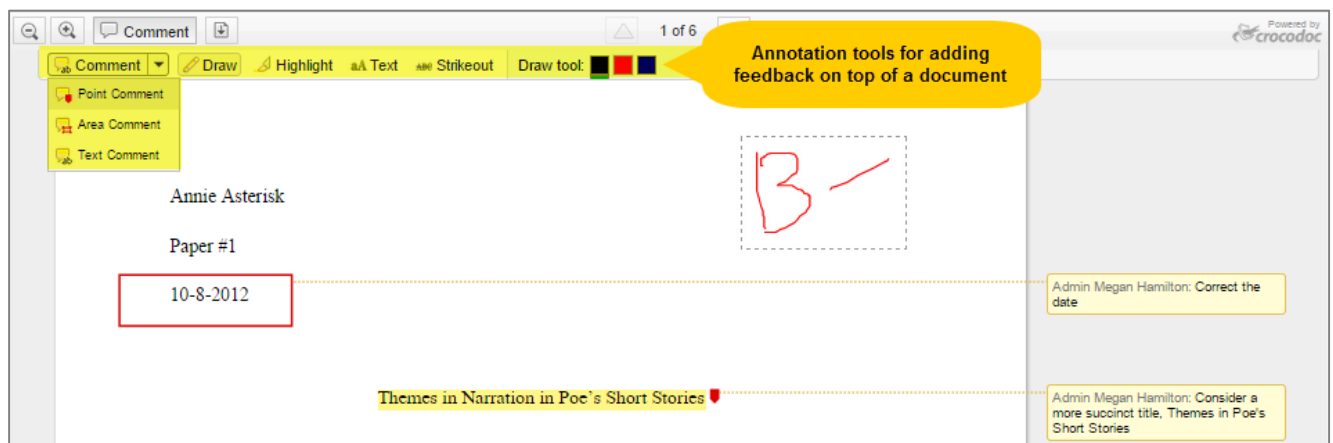 Comment
1 of 6
Powered by
crocodoc
Comment Draw Highlight aA Text ABC Strikeout Draw tool:
Annotation tools for adding
feedback on top of a document
Point Comment
Area Comment
ab Text Comment
B-
Annie Asterisk
Paper #1
10-8-2012
Admin Megan Hamilton: Correct the
date
Themes in Narration in Poe's Short Stories
Admin Megan Hamilton: Consider a
more succinct title, Themes in Poe's
Short Stories